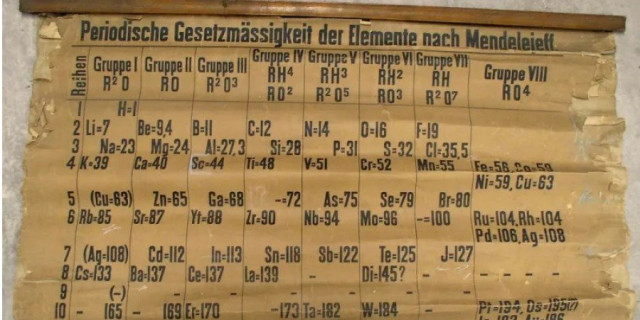 Periodische Gesetzmässigkeit der Elemente nach Mendelejeff
Reihen Gruppe I Gruppe II Gruppe III Gruppe IV Gruppe V Gruppe VI Gruppe VII Gruppe VIII
RH⁴ RH³ RH² RH
R²O RO R²O³ RO² R²O⁵ RO³ R²O⁷ RO⁴
1 H=1
2 Li=7 Be=9,4 B=11 C=12 N=14 O=16 F=19
3 Na=23 Mg=24 Al=27,3 Si=28 P=31 S=32 Cl=35,5
4 K=39 Ca=40 Sc=44 Ti=48 V=51 Cr=52 Mn=55 Fe=56, Co=59
Ni=59, Cu=63
5 (Cu=63) Zn=65 Ga=68 -=72 As=75 Se=79 Br=80
6 Rb=85 Sr=87 Yt=88 Zr=90 Nb=94 Mo=96 -=100 Ru=104, Rh=104
Pd=106, Ag=108
7 (Ag=108) Cd=112 In=113 Sn=118 Sb=122 Te=125 J=127
8 Cs=133 Ba=137 Ce=137 La=139 - Di=145? - - - - -
9 (-) - - - - - -
10 - 165 - 169 Er=170 -173 Ta=182 W=184 - Pt=194, Os=195(?)